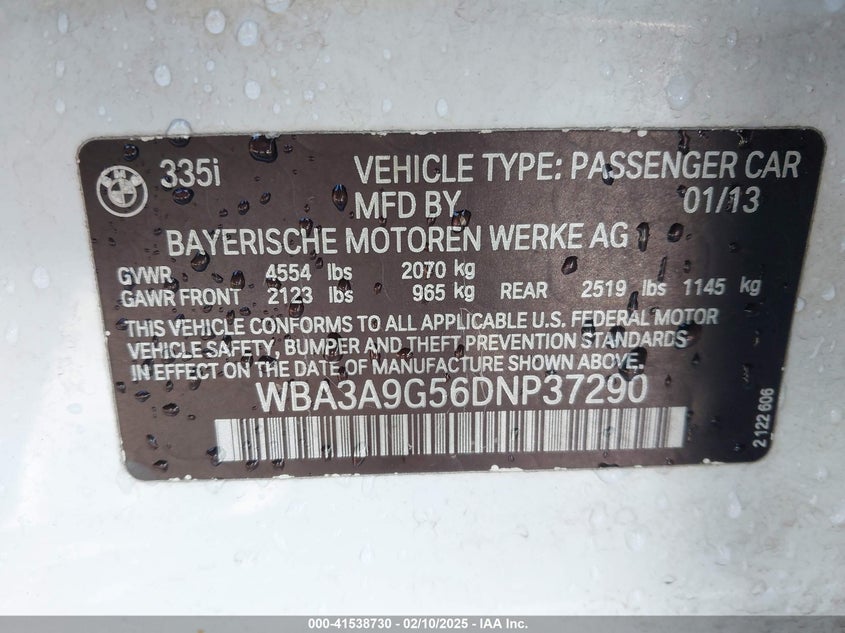 335i VEHICLE TYPE: PASSENGER CAR
MFD BY 01/13
BAYERISCHE MOTOREN WERKE AG
GVWR 4554 lbs 2070 kg
GAWR FRONT 2123 lbs 965 kg REAR 2519 lbs 1145 kg
THIS VEHICLE CONFORMS TO ALL APPLICABLE U.S. FEDERAL MOTOR
VEHICLE SAFETY, BUMPER AND THEFT PREVENTION STANDARDS
IN EFFECT ON THE DATE OF MANUFACTURE SHOWN ABOVE.
WBA3A9G56DNP37290
2 122 606
000-41538730 - 02/10/2025 - IAA Inc.